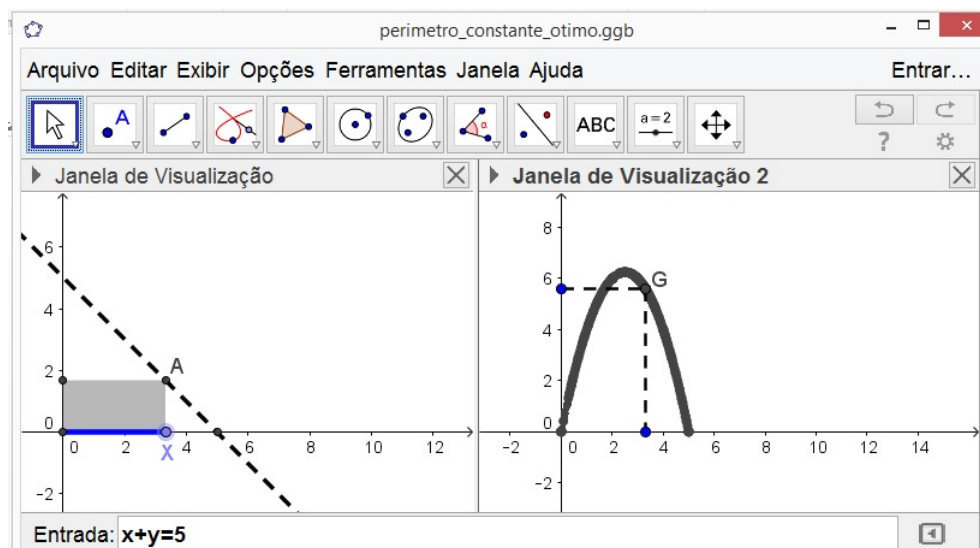 perimetro_constante_otimo.ggb
Arquivo Editar Exibir Opções Ferramentas Janela Ajuda Entrar...
A α ABC a=2 ?
Janela de Visualização
6
4
A
2
0
0 2 X 4 6 8 10 12
-2
Janela de Visualização 2
8
6
G
4
2
0
-2 0 2 4 6 8 10 12 14
-2
Entrada: x+y=5